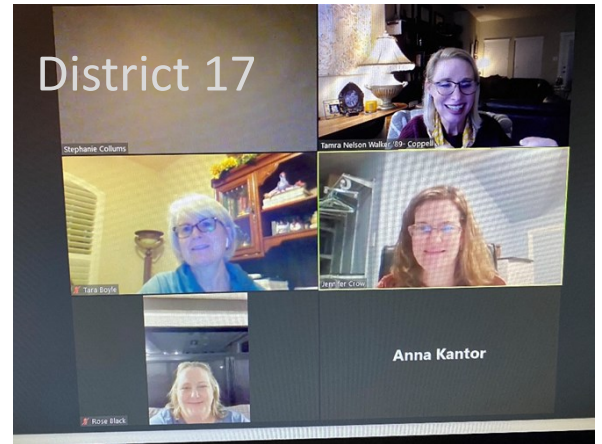 District 17
Stephanie Collums
Tamra Nelson Walker '89- Coppell
Tara Boyle
Jennifer Crow
Rose Black
Anna Kantor